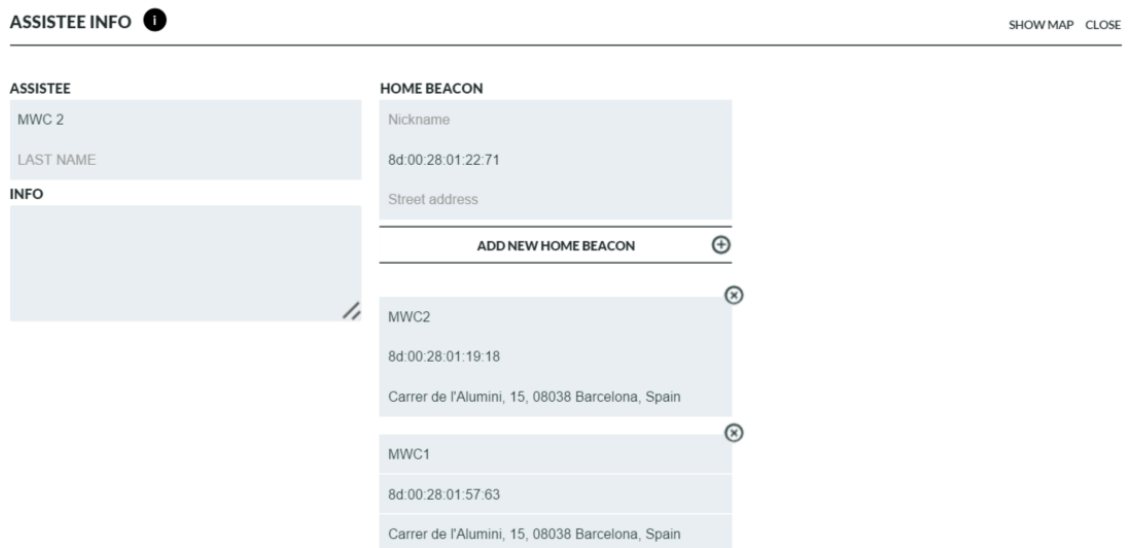 ASSISTEE INFO i
SHOW MAP CLOSE
ASSISTEE
MWC 2
LAST NAME
INFO
HOME BEACON
Nickname
8d:00:28:01:22:71
Street address
ADD NEW HOME BEACON
MWC2
8d:00:28:01:19:18
Carrer de l'Alumini, 15, 08038 Barcelona, Spain
MWC1
8d:00:28:01:57:63
Carrer de l'Alumini, 15, 08038 Barcelona, Spain